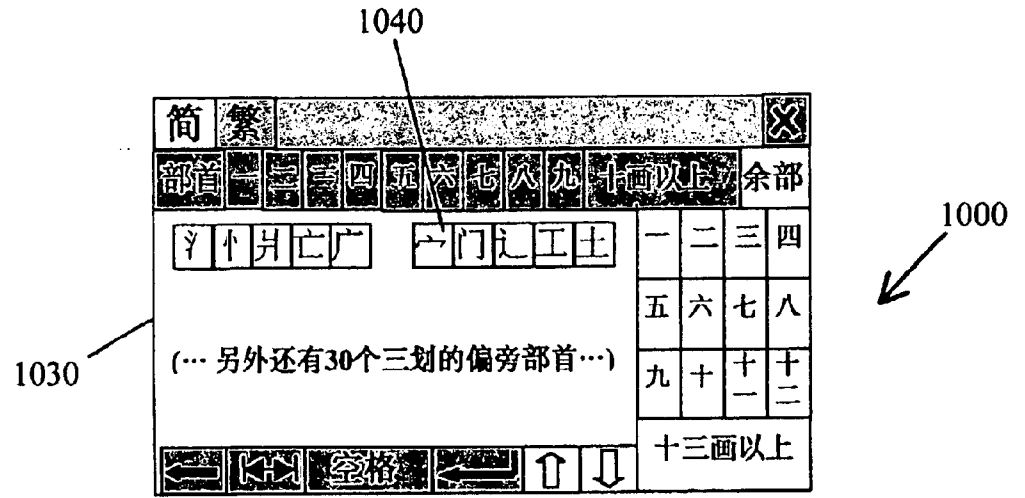 1040
简 繁
部首 一 二 三 四 五 六 七 八 九 十画以上 余部
1000
氵 忄 爿 亡 广 宀 门 辶 工 土
一 二 三 四
五 六 七 八
(… 另外还有30个三划的偏旁部首…)
1030
九 十 十一 十二
十三画以上
空格